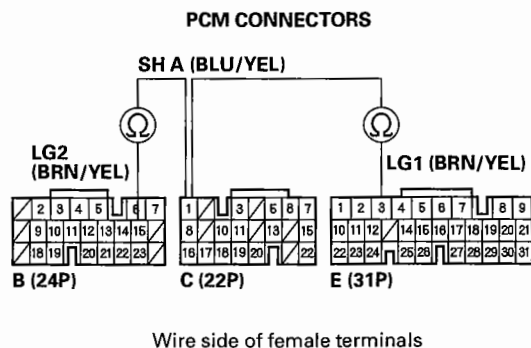 PCM CONNECTORS
SH A (BLU/YEL)
Ω Ω
LG2
(BRN/YEL)
LG1 (BRN/YEL)
2 3 4 5 6 7
9 10 11 12 13 14 15
18 19 20 21 22 23
B (24P)
1 3 5 6 7
8 10 13 15
16 17 18 19 20 22
C (22P)
1 2 3 4 5 6 7 8 9
10 11 12 14 15 16 17 18 19 20 21
22 23 24 25 26 27 28 29 30 31
E (31P)
Wire side of female terminals